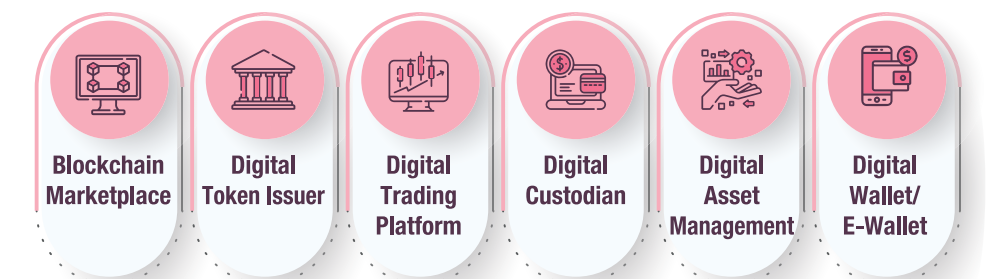 Blockchain
Marketplace
Digital
Token Issuer
Digital
Trading
Platform
Digital
Custodian
Digital
Asset
Management
Digital
Wallet/
E-Wallet